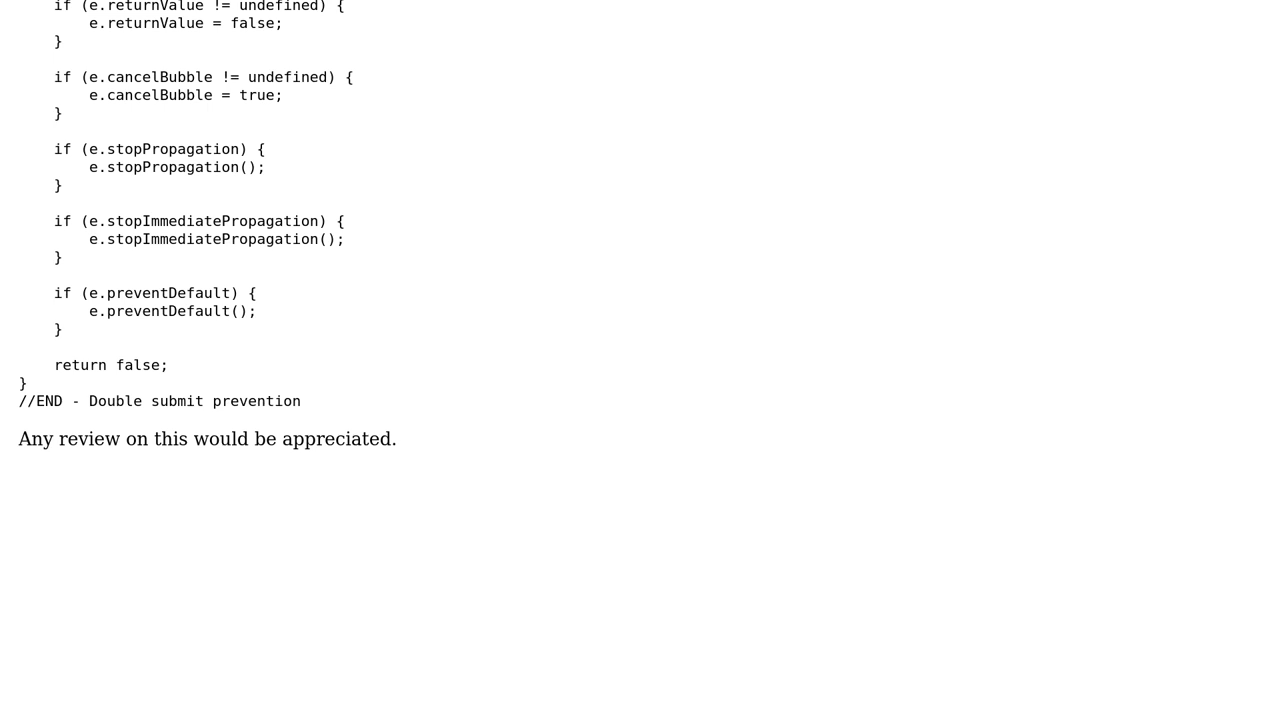 if (e.returnValue != undefined) {
        e.returnValue = false;
    }

    if (e.cancelBubble != undefined) {
        e.cancelBubble = true;
    }

    if (e.stopPropagation) {
        e.stopPropagation();
    }

    if (e.stopImmediatePropagation) {
        e.stopImmediatePropagation();
    }

    if (e.preventDefault) {
        e.preventDefault();
    }

    return false;
}
//END - Double submit prevention
Any review on this would be appreciated.